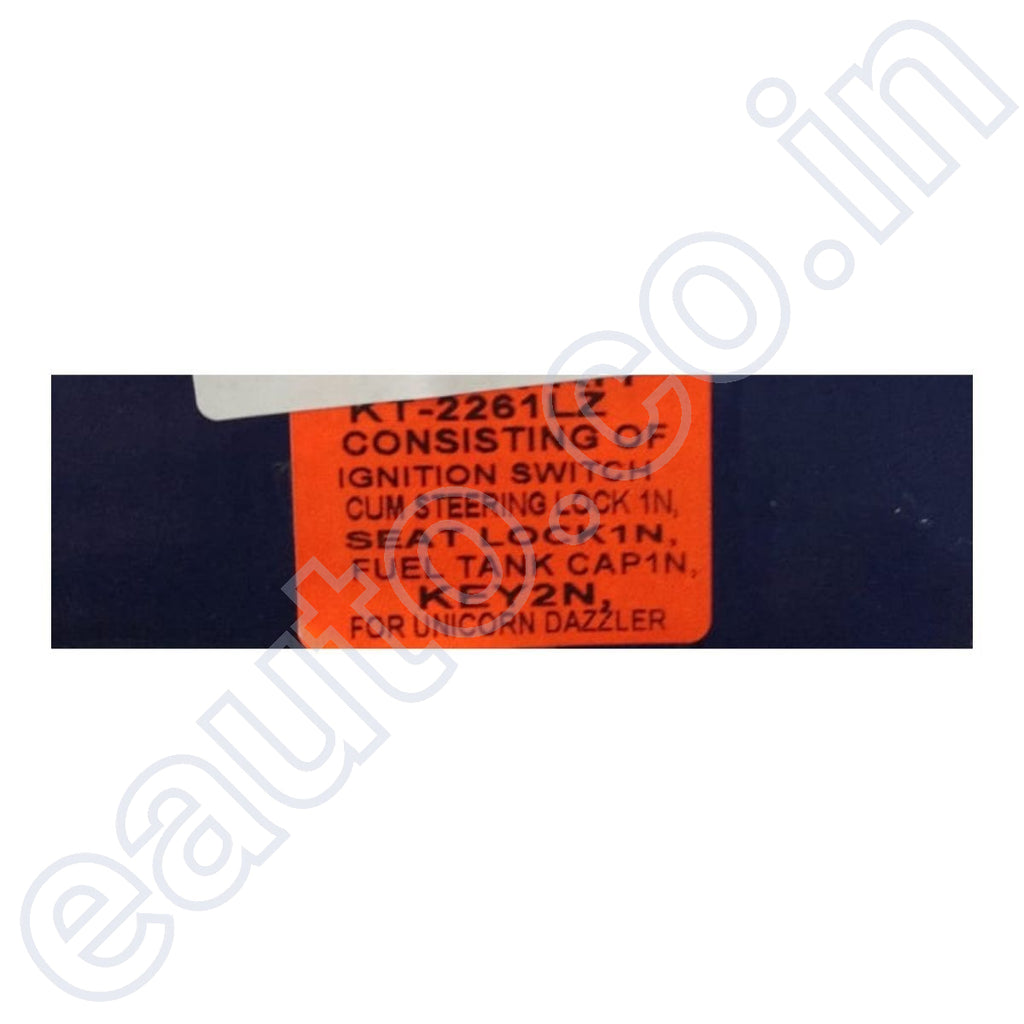 KT-2261LZ
CONSISTING OF
IGNITION SWITCH
CUM STEERING LOCK 1N,
SEAT LOCK1N,
FUEL TANK CAP1N,
KEY2N,
FOR UNICORN DAZZLER
eauto.co.in